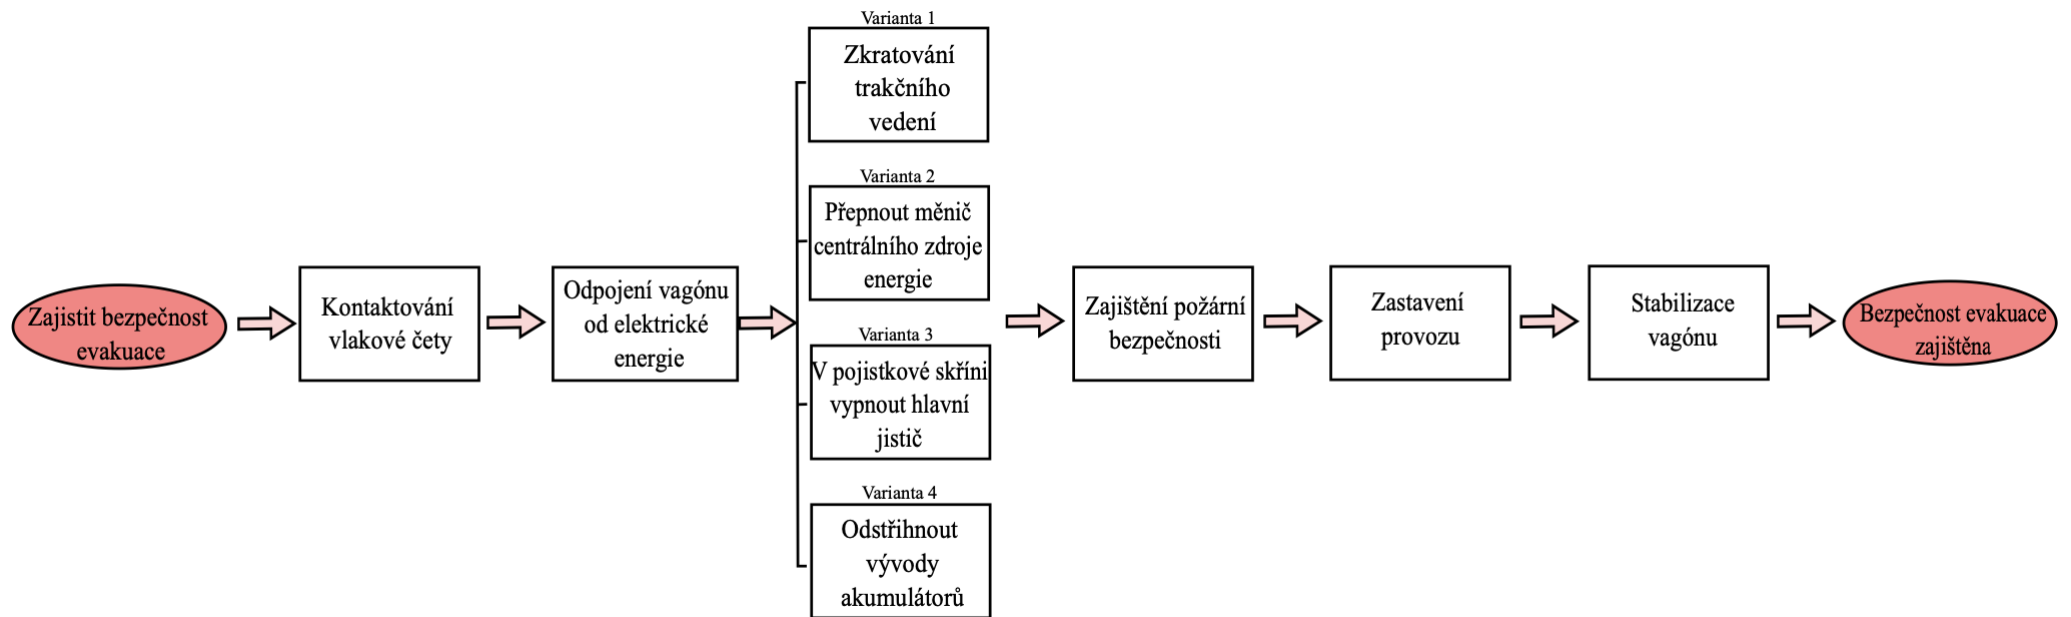 Zajistit bezpečnost
evakuace
Kontaktování
vlakové čety
Odpojení vagónu
od elektrické
energie
Varianta 1
Zkratování
trakčního
vedení
Varianta 2
Přepnout měnič
centrálního zdroje
energie
Varianta 3
V pojistkové skříni
vypnout hlavní
jistič
Varianta 4
Odstřihnout
vývody
akumulátorů
Zajištění požární
bezpečnosti
Zastavení
provozu
Stabilizace
vagónu
Bezpečnost evakuace
zajištěna